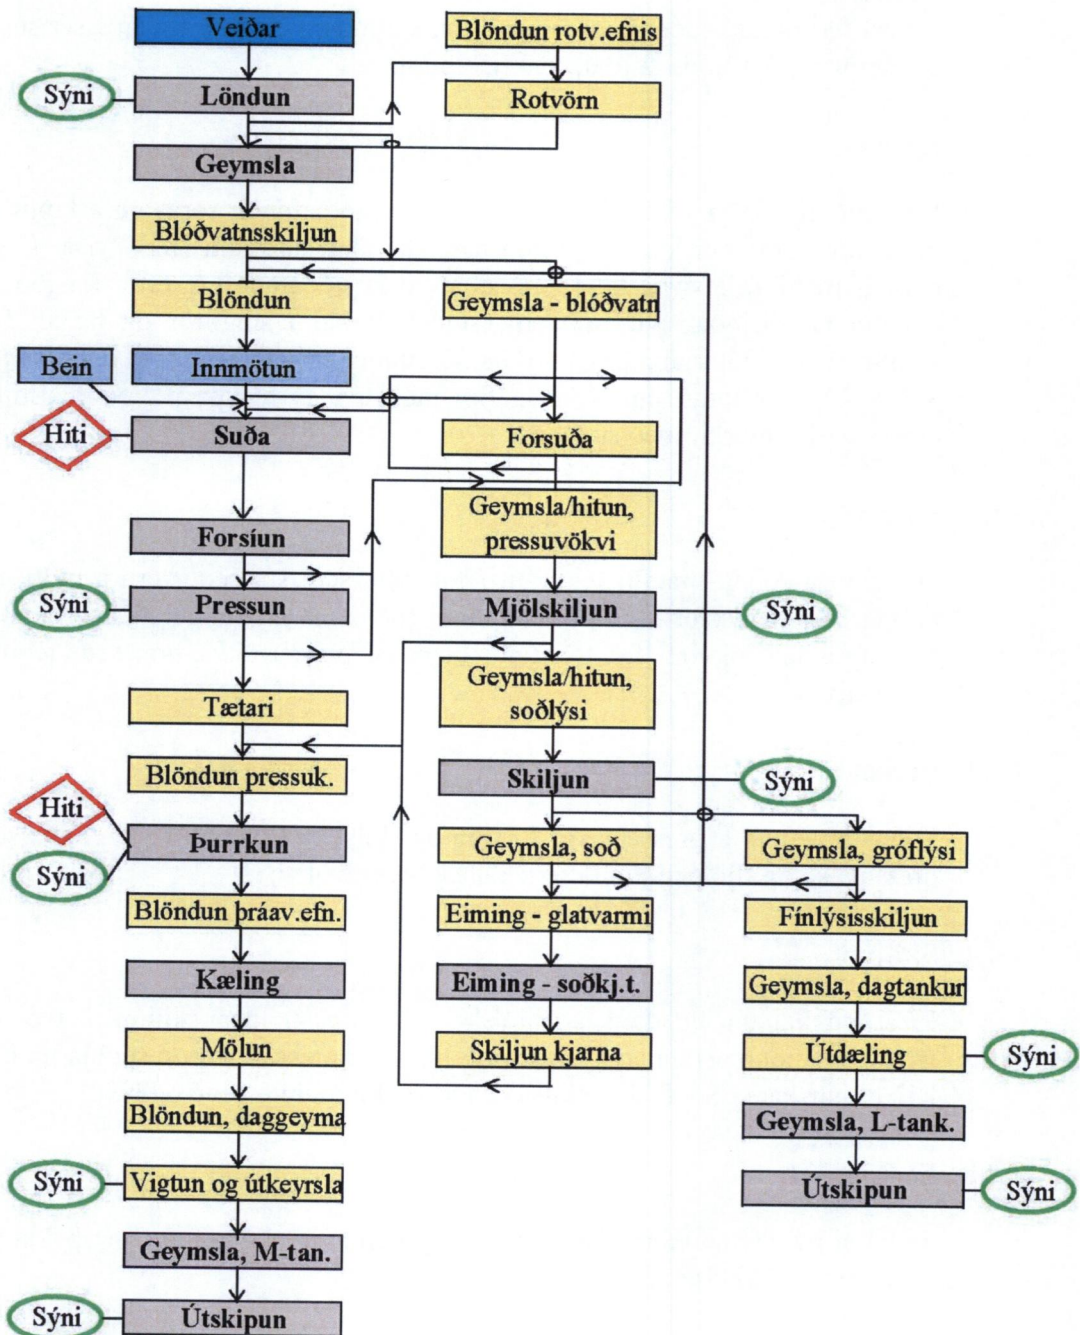 Veiðar
Blöndun rotv.efnis
Sýni
Löndun
Rotvörn
Geymsla
Blóðvatnsskiljun
Blöndun
Geymsla - blóðvatn
Bein
Innmötun
Hiti
Suða
Forsuða
Forsíun
Geymsla/hitun,
pressuvökvi
Sýni
Pressun
Mjölskiljun
Sýni
Tætari
Geymsla/hitun,
soðlýsi
Blöndun pressuk.
Skiljun
Sýni
Hiti
Sýni
Þurrkun
Geymsla, soð
Geymsla, gróflýsi
Blöndun þráav.efn.
Eiming - glatvarmi
Fínlýsisskiljun
Kæling
Eiming - soðkj.t.
Geymsla, dagtankur
Mölun
Skiljun kjarna
Útdæling
Sýni
Blöndun, daggeyma
Geymsla, L-tank.
Sýni
Vigtun og útkeyrsla
Útskipun
Sýni
Geymsla, M-tan.
Sýni
Útskipun